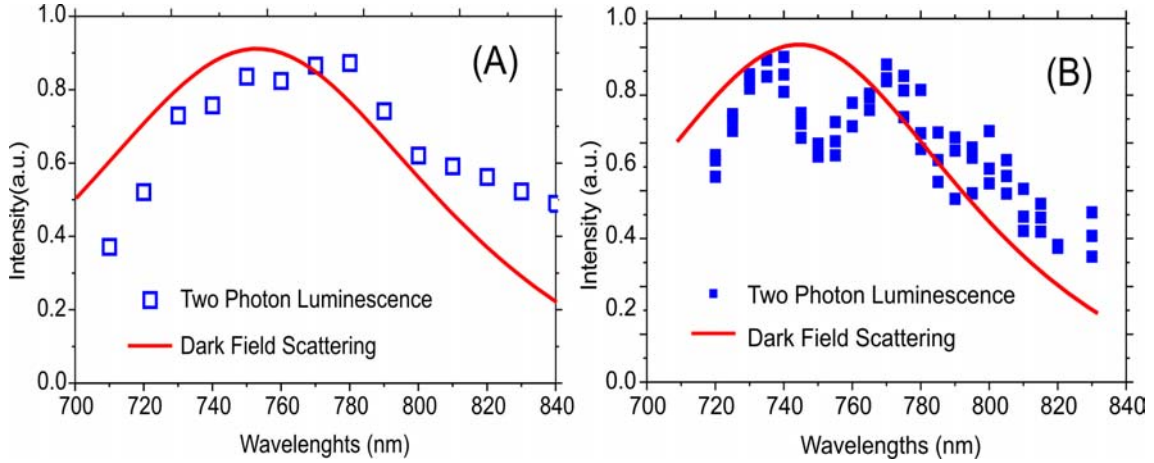 1.0
0.8
0.6
0.4
0.2
0.0
Intensity(a.u.)
(A)
Two Photon Luminescence
Dark Field Scattering
700 720 740 760 780 800 820 840
Wavelenghts (nm)
1.0
0.8
0.6
0.4
0.2
0.0
Intensity (a.u.)
(B)
Two Photon Luminescence
Dark Field Scattering
700 720 740 760 780 800 820 840
Wavelengths (nm)